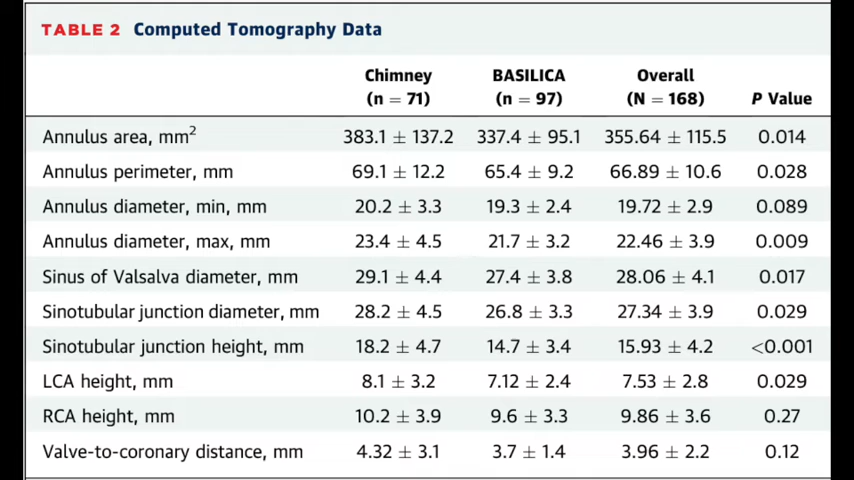 TABLE 2 Computed Tomography Data
Chimney (n = 71) BASILICA (n = 97) Overall (N = 168) P Value
Annulus area, mm² 383.1 ± 137.2 337.4 ± 95.1 355.64 ± 115.5 0.014
Annulus perimeter, mm 69.1 ± 12.2 65.4 ± 9.2 66.89 ± 10.6 0.028
Annulus diameter, min, mm 20.2 ± 3.3 19.3 ± 2.4 19.72 ± 2.9 0.089
Annulus diameter, max, mm 23.4 ± 4.5 21.7 ± 3.2 22.46 ± 3.9 0.009
Sinus of Valsalva diameter, mm 29.1 ± 4.4 27.4 ± 3.8 28.06 ± 4.1 0.017
Sinotubular junction diameter, mm 28.2 ± 4.5 26.8 ± 3.3 27.34 ± 3.9 0.029
Sinotubular junction height, mm 18.2 ± 4.7 14.7 ± 3.4 15.93 ± 4.2 <0.001
LCA height, mm 8.1 ± 3.2 7.12 ± 2.4 7.53 ± 2.8 0.029
RCA height, mm 10.2 ± 3.9 9.6 ± 3.3 9.86 ± 3.6 0.27
Valve-to-coronary distance, mm 4.32 ± 3.1 3.7 ± 1.4 3.96 ± 2.2 0.12